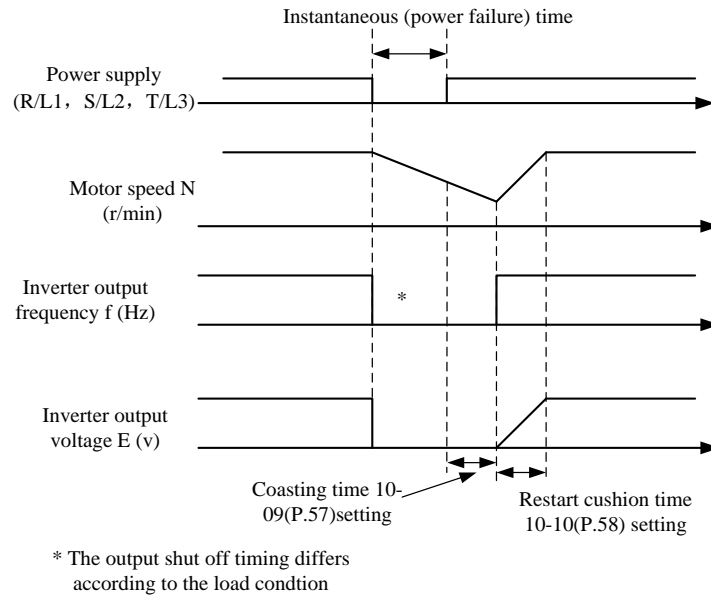 Instantaneous (power failure) time
Power supply
(R/L1， S/L2， T/L3)
Motor speed N
(r/min)
Inverter output
frequency f (Hz)
*
Inverter output
voltage E (v)
Coasting time 10-
09(P.57)setting
Restart cushion time
10-10(P.58) setting
* The output shut off timing differs
according to the load condtion